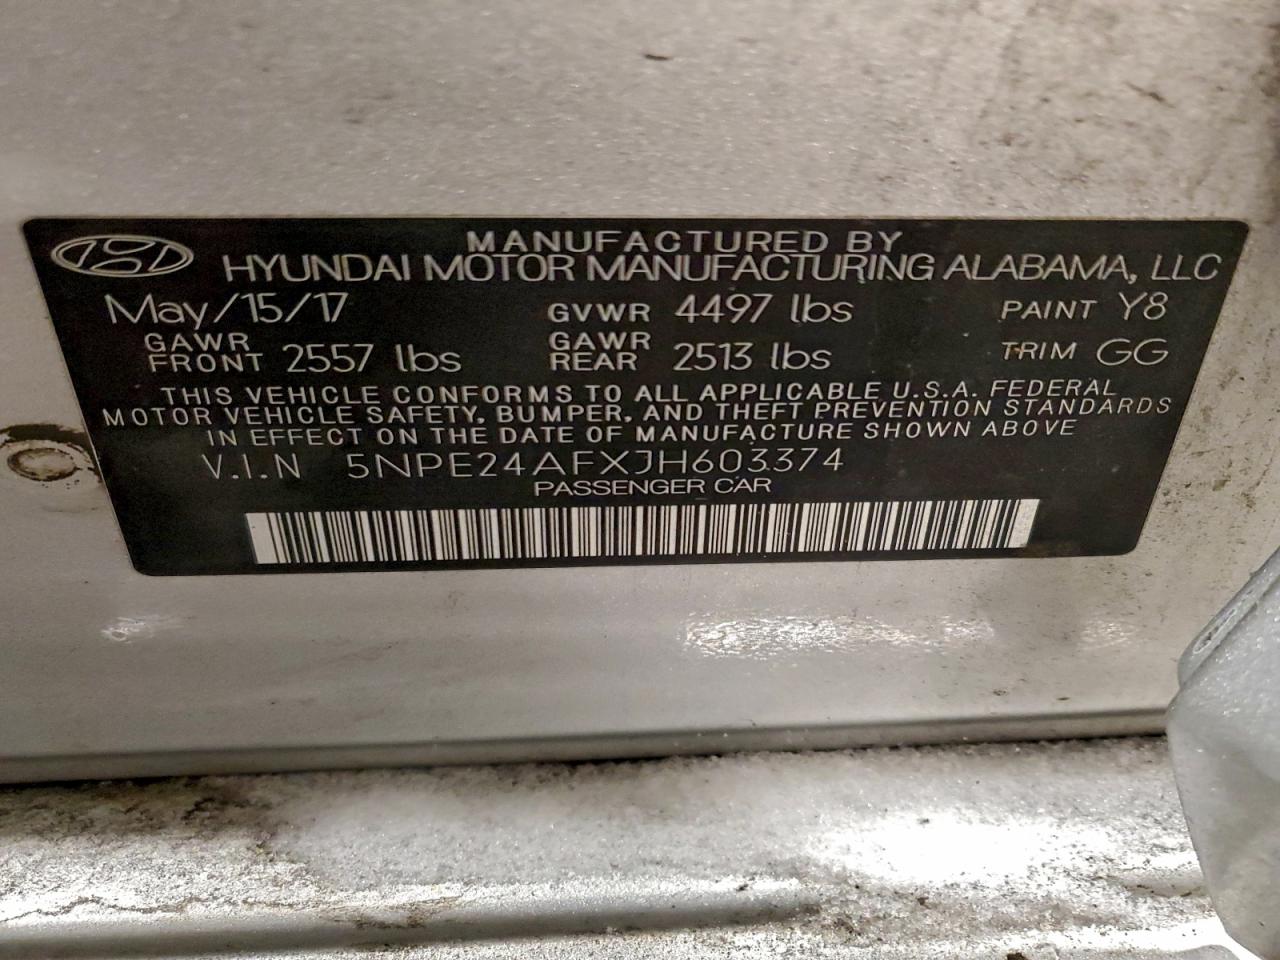 MANUFACTURED BY
HYUNDAI MOTOR MANUFACTURING ALABAMA, LLC
May/15/17 GVWR 4497 lbs PAINT Y8
GAWR FRONT 2557 lbs GAWR REAR 2513 lbs TRIM GG
THIS VEHICLE CONFORMS TO ALL APPLICABLE U.S.A. FEDERAL
MOTOR VEHICLE SAFETY, BUMPER, AND THEFT PREVENTION STANDARDS
IN EFFECT ON THE DATE OF MANUFACTURE SHOWN ABOVE
V.I.N 5NPE24AFXJH603374
PASSENGER CAR